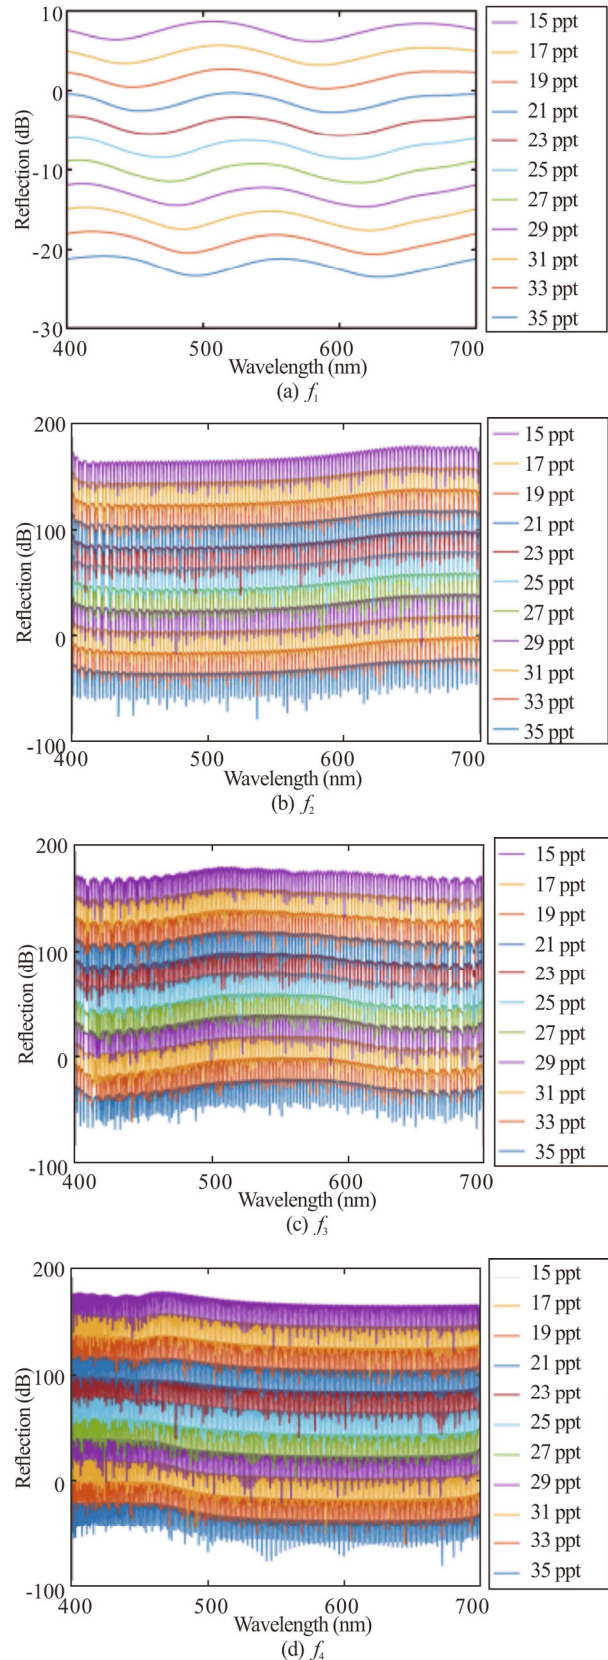 10
0
-10
-20
-30
Reflection (dB)
400
500
600
700
Wavelength (nm)
15 ppt
17 ppt
19 ppt
21 ppt
23 ppt
25 ppt
27 ppt
29 ppt
31 ppt
33 ppt
35 ppt
(a) f1
200
100
0
-100
Reflection (dB)
400
500
600
700
Wavelength (nm)
15 ppt
17 ppt
19 ppt
21 ppt
23 ppt
25 ppt
27 ppt
29 ppt
31 ppt
33 ppt
35 ppt
(b) f2
200
100
0
-100
Reflection (dB)
400
500
600
700
Wavelength (nm)
15 ppt
17 ppt
19 ppt
21 ppt
23 ppt
25 ppt
27 ppt
29 ppt
31 ppt
33 ppt
35 ppt
(c) f3
200
100
0
-100
Reflection (dB)
400
500
600
700
Wavelength (nm)
15 ppt
17 ppt
19 ppt
21 ppt
23 ppt
25 ppt
27 ppt
29 ppt
31 ppt
33 ppt
35 ppt
(d) f4